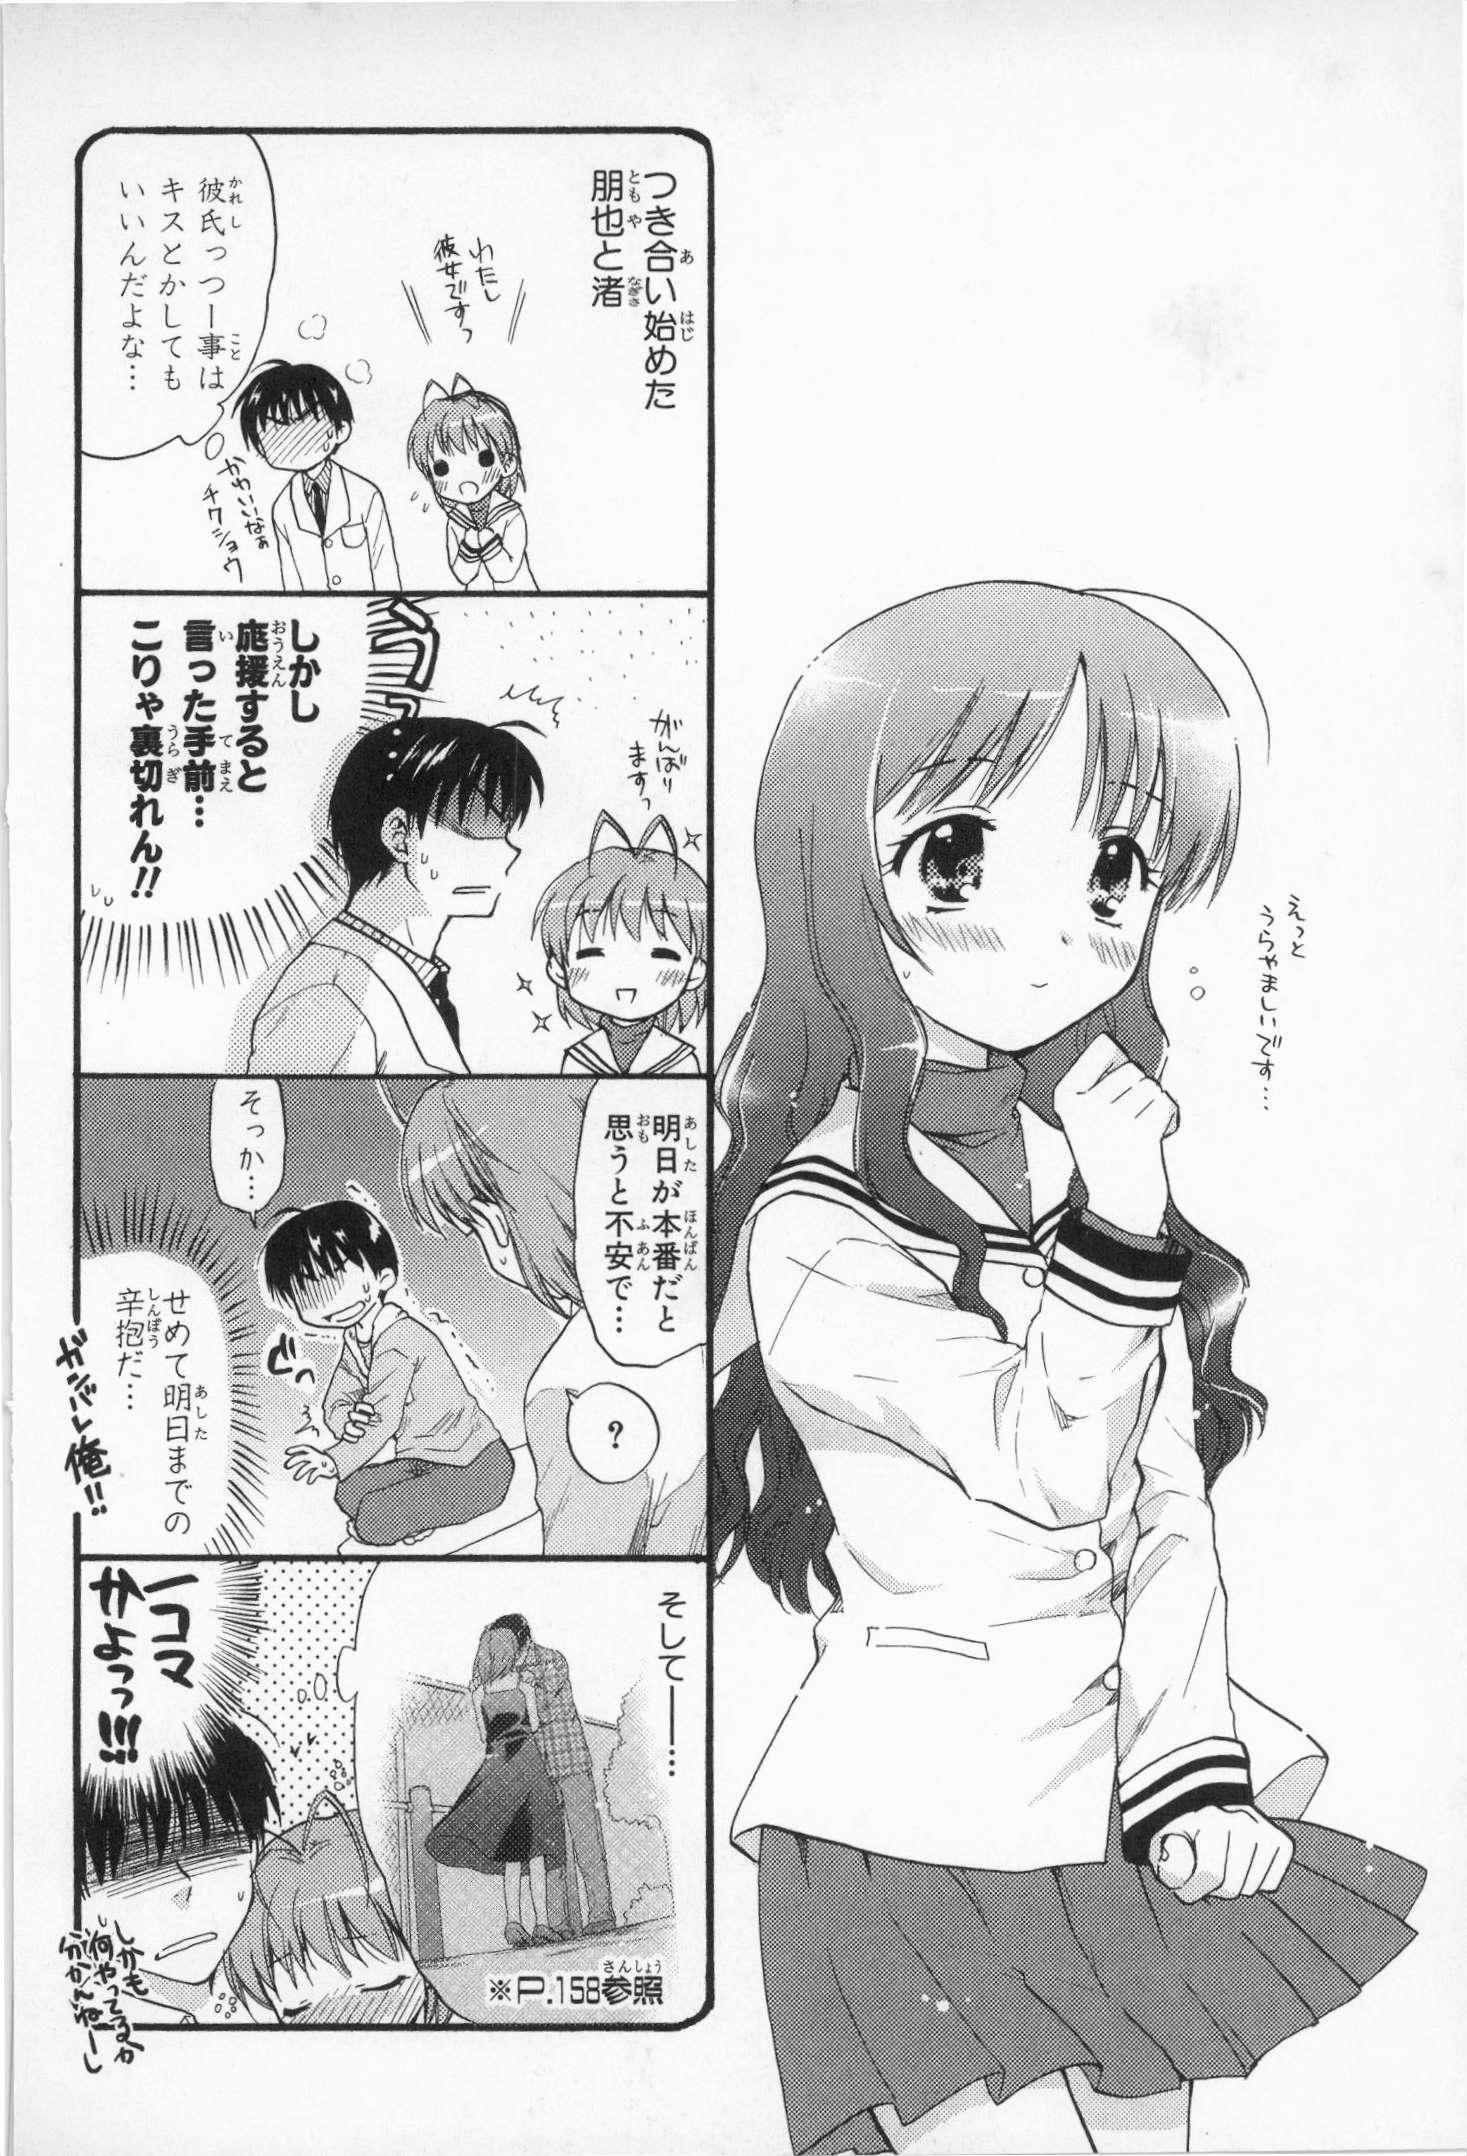 つき合い始めた
朋也と渚
わたし
彼女ですっ
彼氏っつー事は
キスとかしても
いいんだよな…
かわいいなぁ
チクショウ
しかし
応援すると
言った手前…
こりゃ裏切れん!!
がんばり
ますっ
明日が本番だと
思うと不安で…
そっか…
?
どっ
せめて明日までの
辛抱だ…
ガンバレ俺!!
そして――…
※P.158参照
一コマ
かよっっ!!!
しかも
何やってるか
分かんねーし
えっと
うらやましいです…